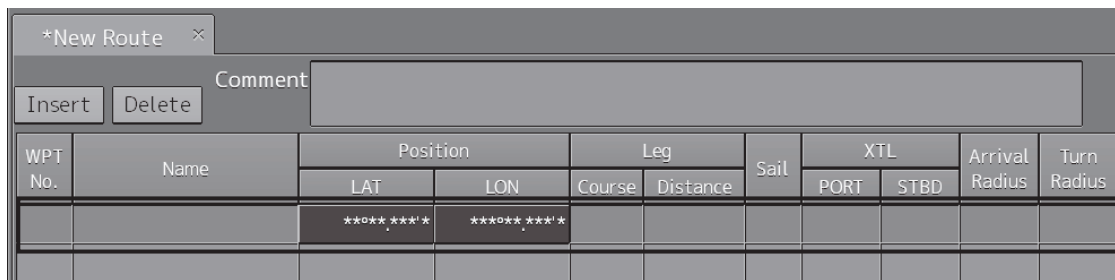 *New Route ×
Comment
Insert Delete
WPT No. Name Position Leg Sail XTL Arrival Radius Turn Radius
LAT LON Course Distance PORT STBD
**°**.***'* ***°**.***'*